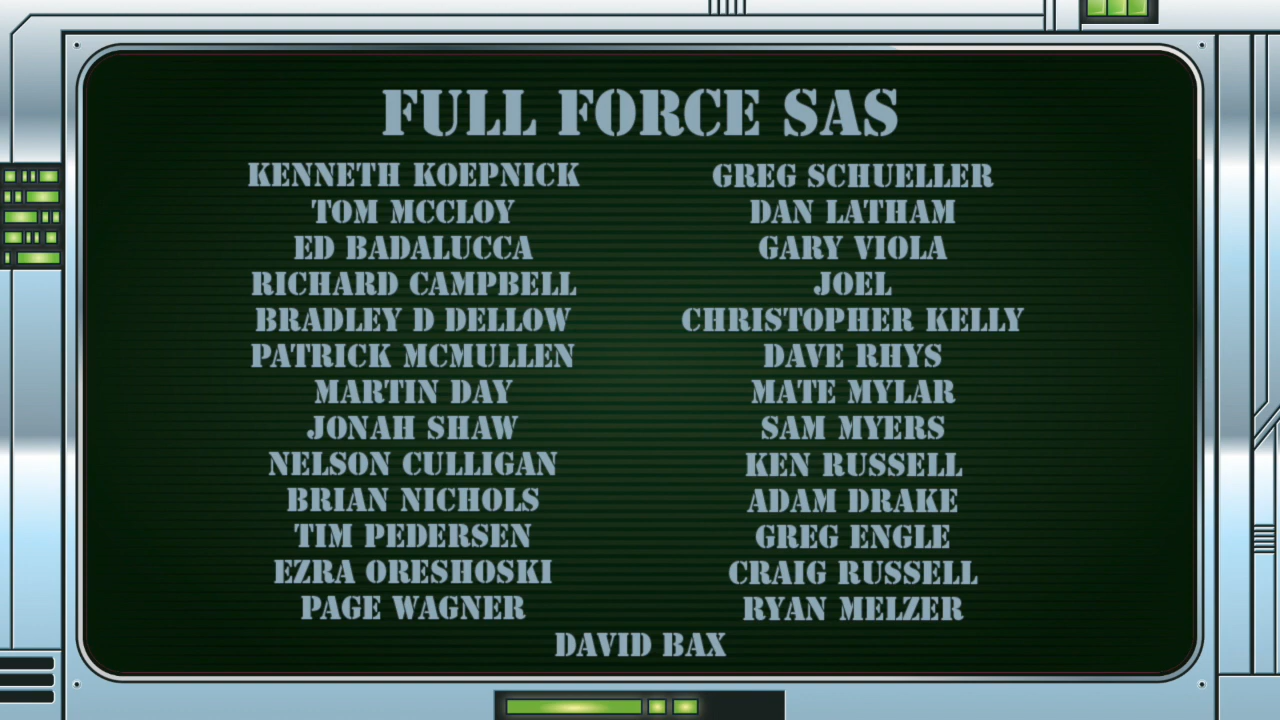 FULL FORCE SAS
KENNETH KOEPNICK
TOM MCCLOY
ED BADALUCCA
RICHARD CAMPBELL
BRADLEY D DELLOW
PATRICK MCMULLEN
MARTIN DAY
JONAH SHAW
NELSON CULLIGAN
BRIAN NICHOLS
TIM PEDERSEN
EZRA ORESHOSKI
PAGE WAGNER
GREG SCHUELLER
DAN LATHAM
GARY VIOLA
JOEL
CHRISTOPHER KELLY
DAVE RHYS
MATE MYLAR
SAM MYERS
KEN RUSSELL
ADAM DRAKE
GREG ENGLE
CRAIG RUSSELL
RYAN MELZER
DAVID BAX